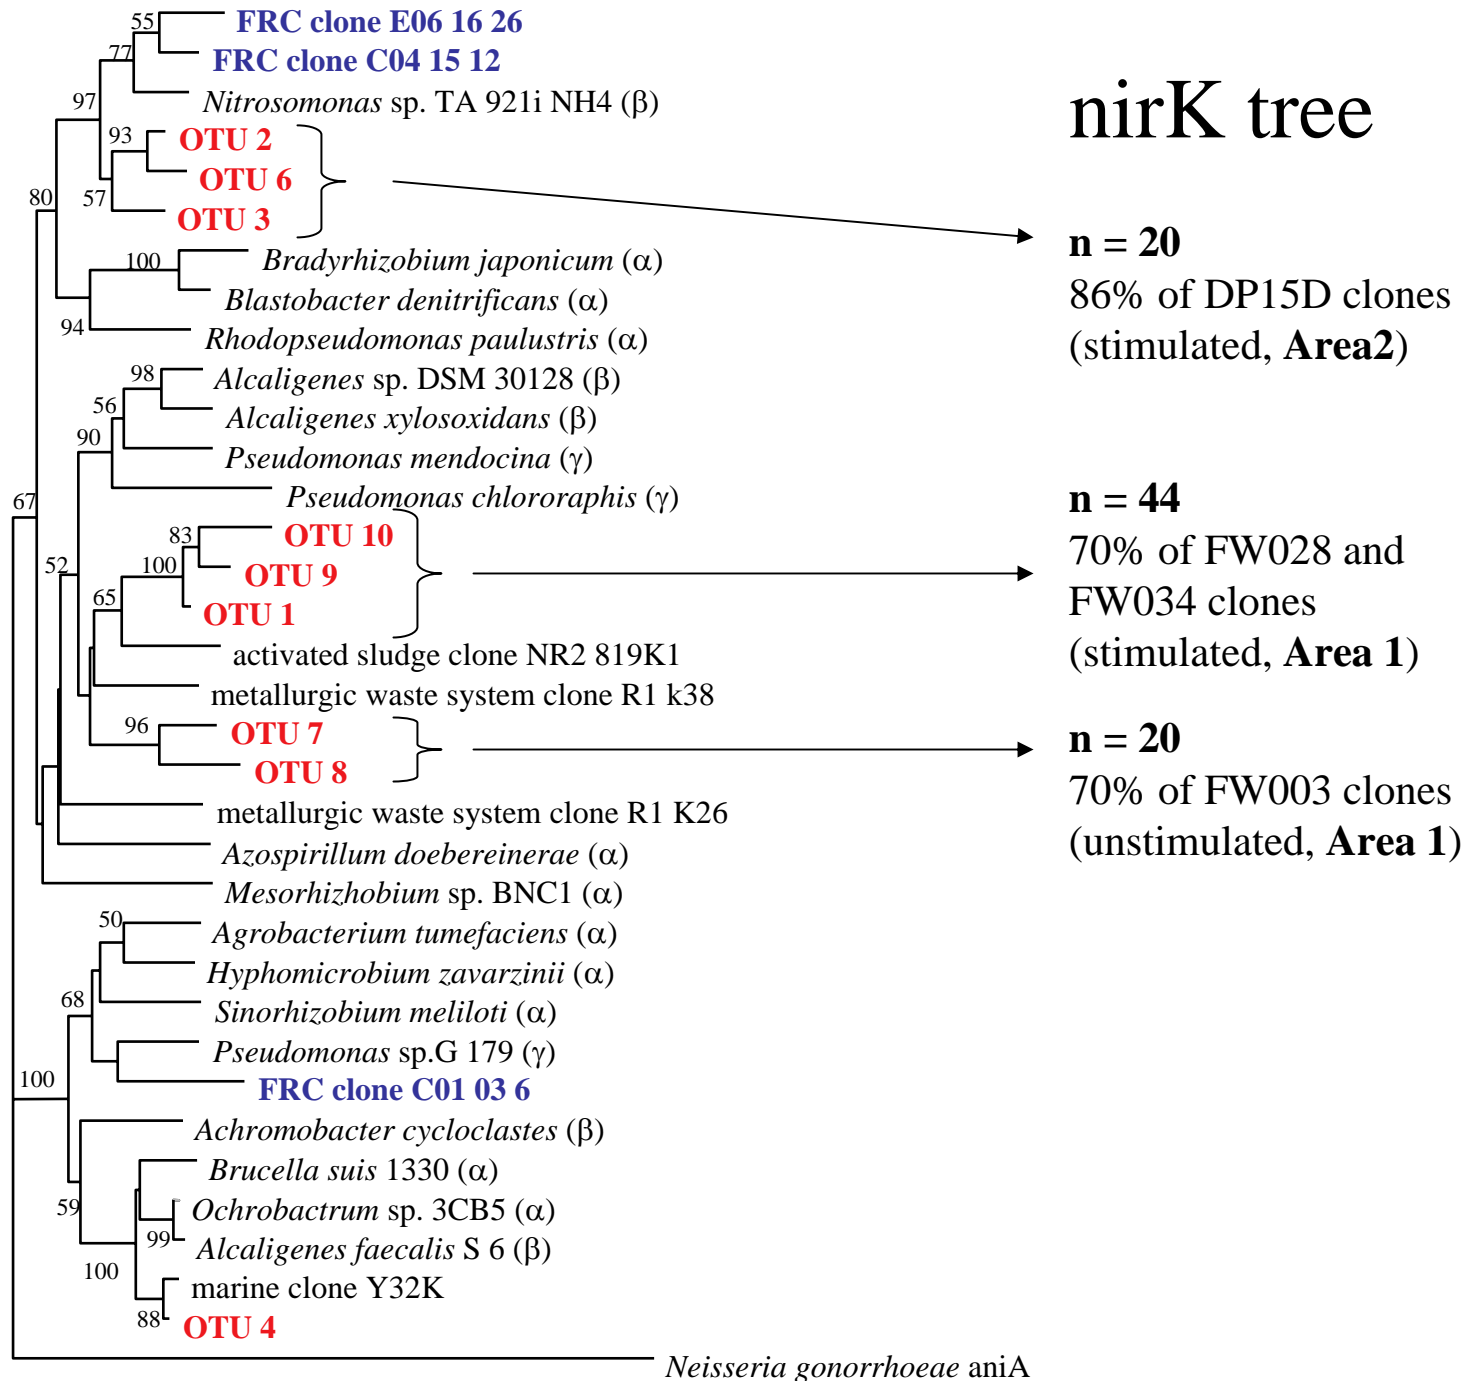 nirK tree
55
FRC clone E06 16 26
77
FRC clone C04 15 12
97
Nitrosomonas sp. TA 921i NH4 (β)
93
OTU 2
OTU 6
57
OTU 3
80
100
Bradyrhizobium japonicum (α)
Blastobacter denitrificans (α)
94
Rhodopseudomonas paulustris (α)
98
Alcaligenes sp. DSM 30128 (β)
56
Alcaligenes xylosoxidans (β)
90
Pseudomonas mendocina (γ)
Pseudomonas chlororaphis (γ)
67
83
OTU 10
52
100
OTU 9
65
OTU 1
activated sludge clone NR2 819K1
metallurgic waste system clone R1 k38
96
OTU 7
OTU 8
metallurgic waste system clone R1 K26
Azospirillum doebereinerae (α)
Mesorhizhobium sp. BNC1 (α)
50
Agrobacterium tumefaciens (α)
Hyphomicrobium zavarzinii (α)
68
Sinorhizobium meliloti (α)
Pseudomonas sp.G 179 (γ)
100
FRC clone C01 03 6
Achromobacter cycloclastes (β)
Brucella suis 1330 (α)
59
Ochrobactrum sp. 3CB5 (α)
99
Alcaligenes faecalis S 6 (β)
100
marine clone Y32K
88
OTU 4
Neisseria gonorrhoeae aniA
n = 20
86% of DP15D clones
(stimulated, Area2)
n = 44
70% of FW028 and
FW034 clones
(stimulated, Area 1)
n = 20
70% of FW003 clones
(unstimulated, Area 1)